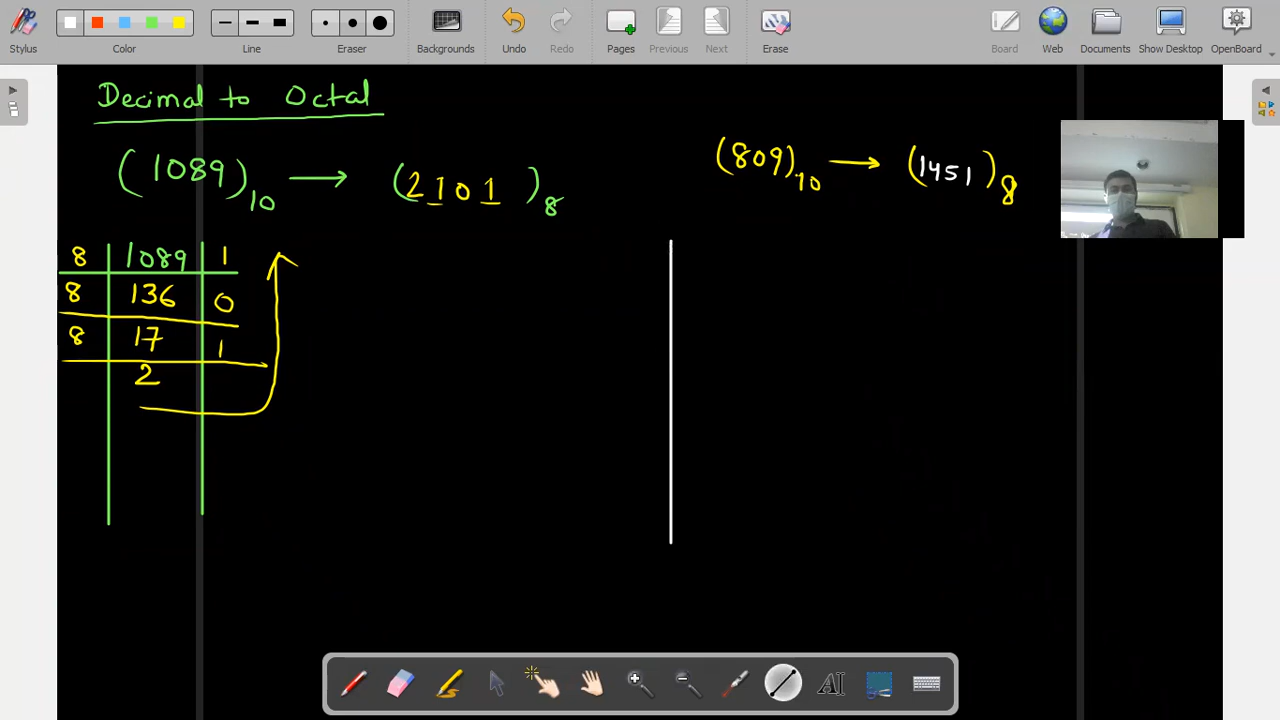 Stylus Color Line Eraser Backgrounds Undo Redo Pages Previous Next Erase Board Web Documents Show Desktop OpenBoard
Decimal to Octal
(1089)10 → (2101)8
8 1089 1
8 136 0
8 17 1
2
(809)10 → (1451)8
AI